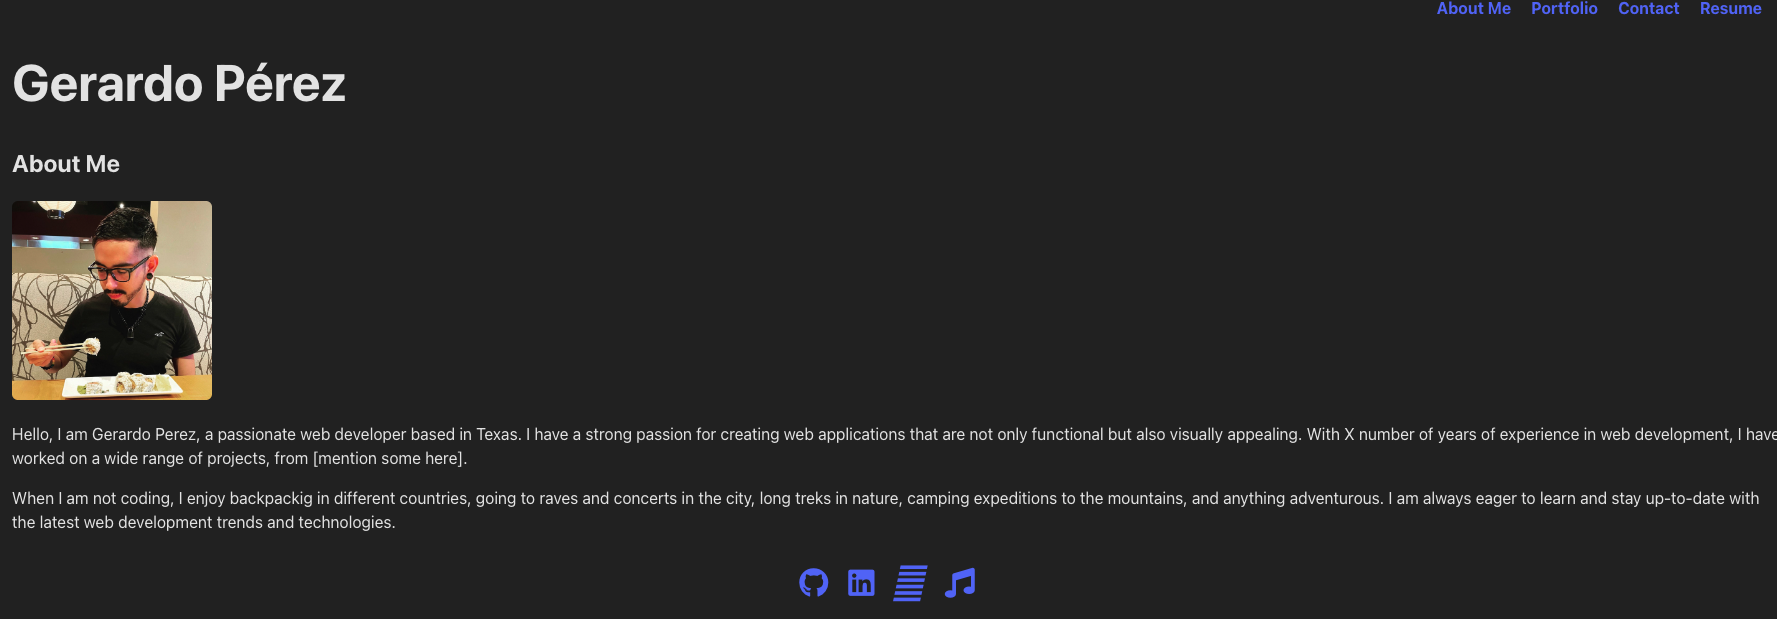 About Me Portfolio Contact Resume
Gerardo Pérez
About Me
Hello, I am Gerardo Perez, a passionate web developer based in Texas. I have a strong passion for creating web applications that are not only functional but also visually appealing. With X number of years of experience in web development, I have
worked on a wide range of projects, from [mention some here].
When I am not coding, I enjoy backpackig in different countries, going to raves and concerts in the city, long treks in nature, camping expeditions to the mountains, and anything adventurous. I am always eager to learn and stay up-to-date with
the latest web development trends and technologies.
in